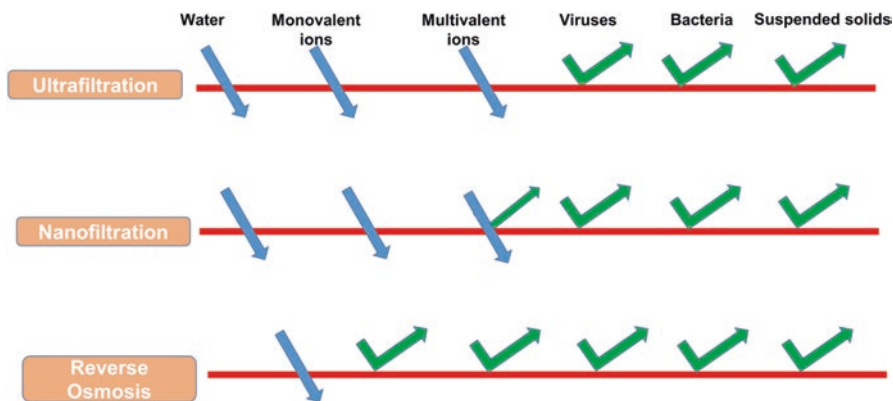 Water
Monovalent
ions
Multivalent
ions
Viruses
Bacteria
Suspended solids
Ultrafiltration
Nanofiltration
Reverse
Osmosis